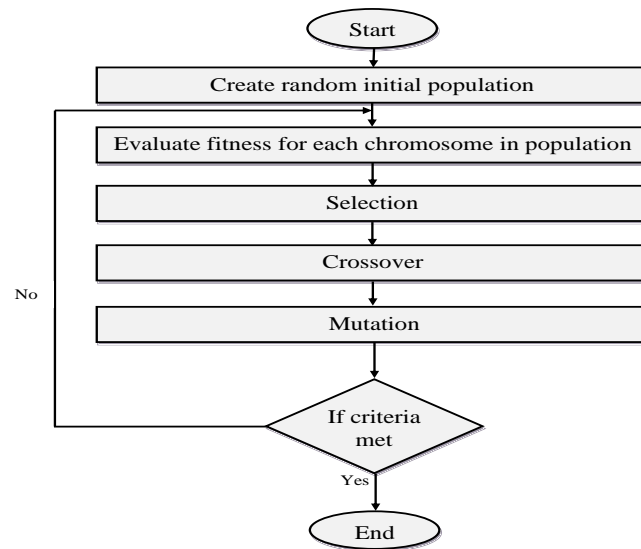 Start
Create random initial population
Evaluate fitness for each chromosome in population
Selection
Crossover
No
Mutation
If criteria
met
Yes
End